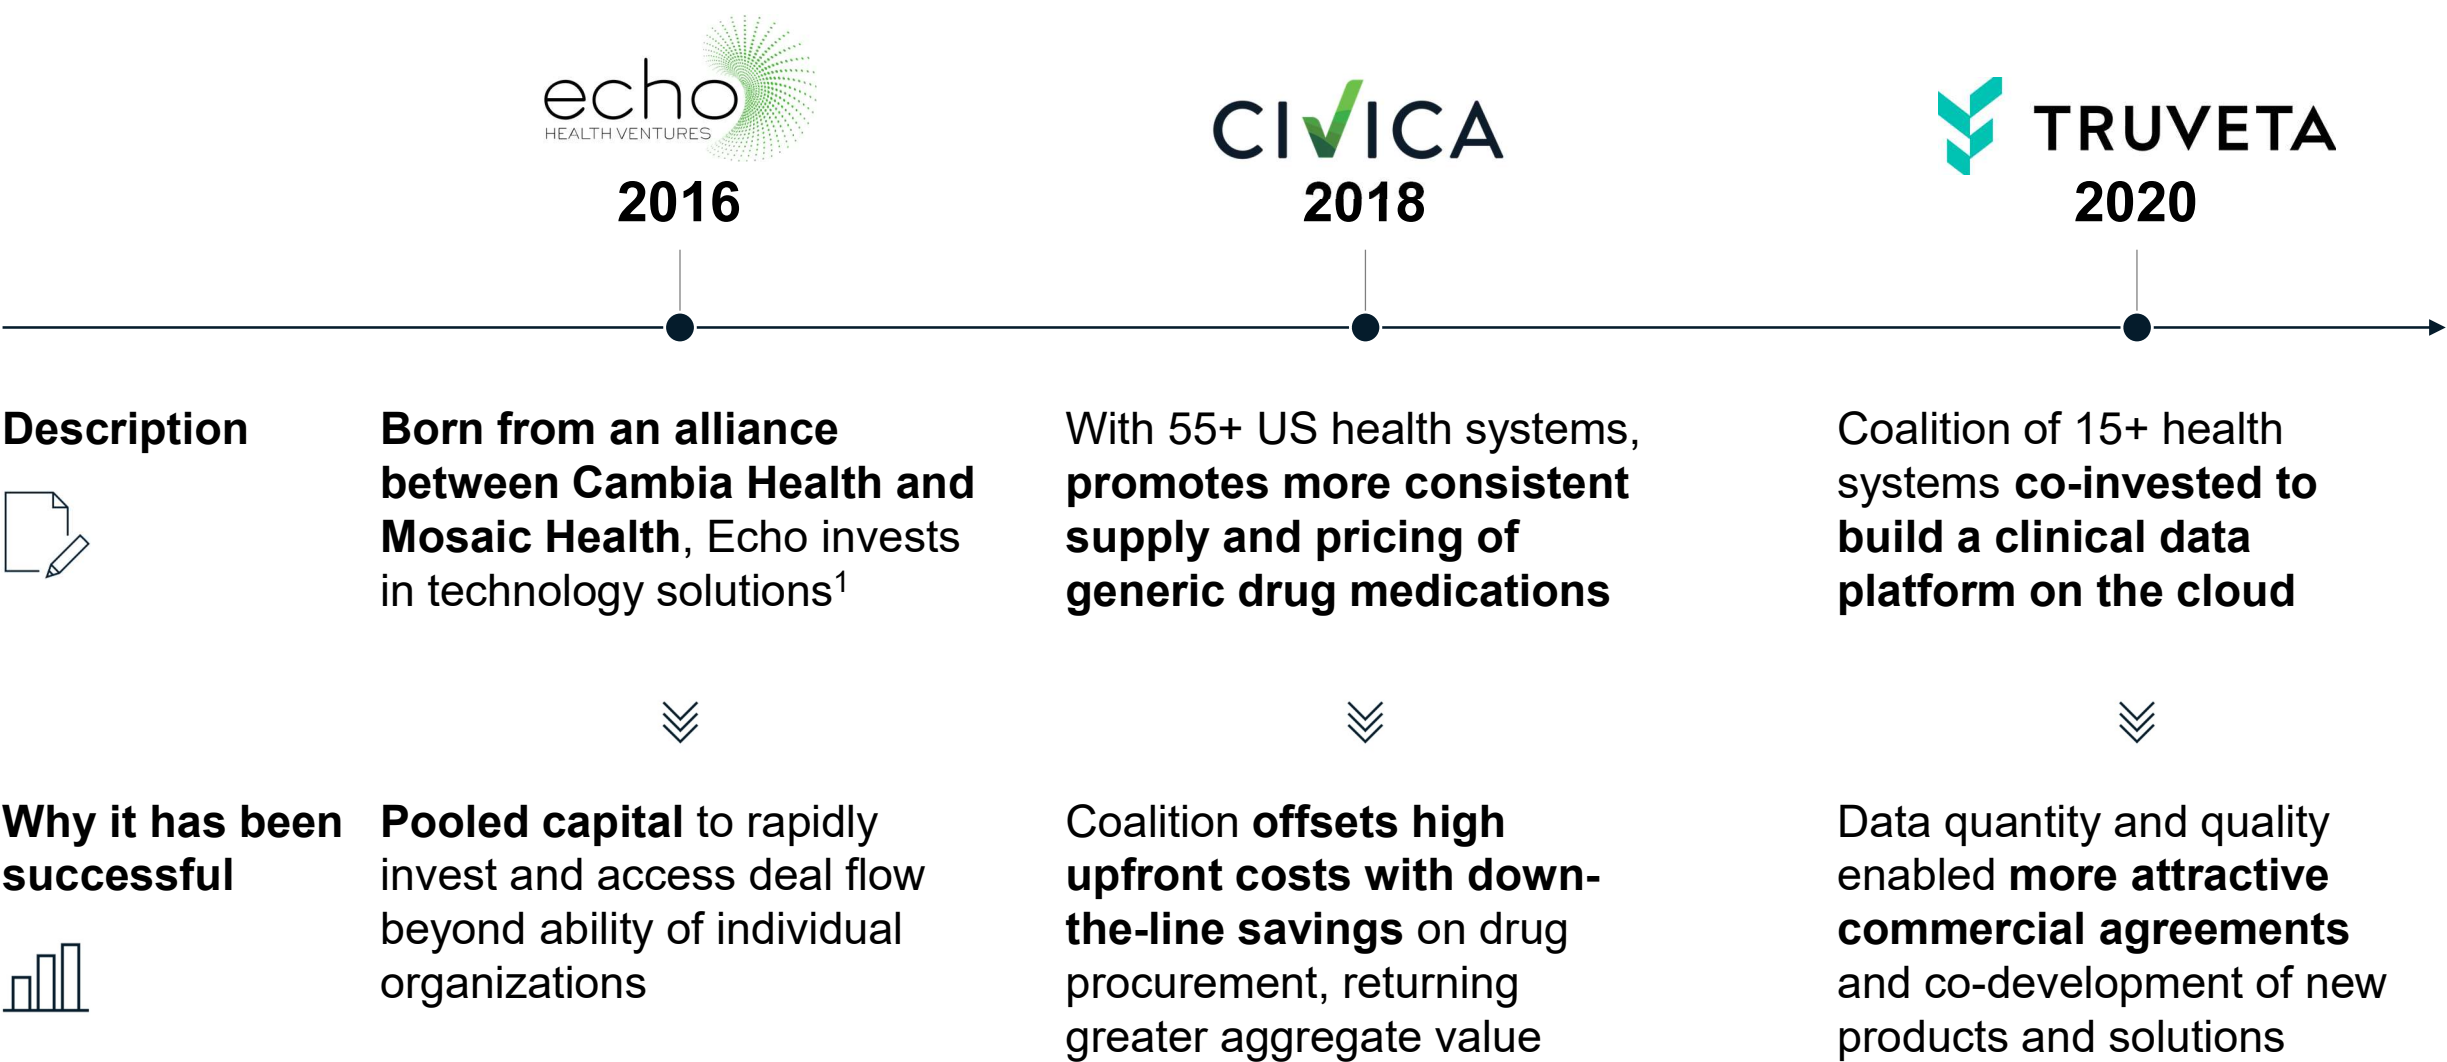 echo
HEALTH VENTURES
2016
CIVICA
2018
TRUVETA
2020
Description
Born from an alliance
between Cambia Health and
Mosaic Health, Echo invests
in technology solutions1
With 55+ US health systems,
promotes more consistent
supply and pricing of
generic drug medications
Coalition of 15+ health
systems co-invested to
build a clinical data
platform on the cloud
Why it has been
successful
Pooled capital to rapidly
invest and access deal flow
beyond ability of individual
organizations
Coalition offsets high
upfront costs with down-
the-line savings on drug
procurement, returning
greater aggregate value
Data quantity and quality
enabled more attractive
commercial agreements
and co-development of new
products and solutions